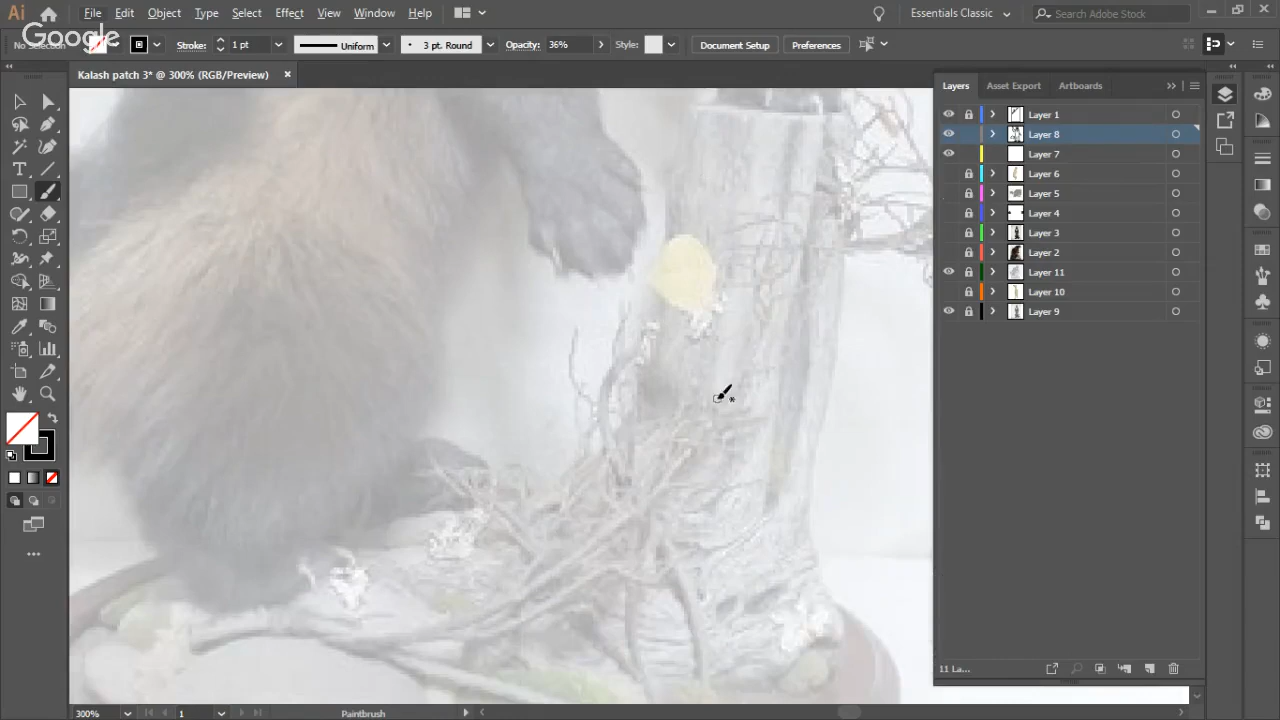 Ai File Edit Object Type Select Effect View Window Help Essentials Classic Search Adobe Stock
Google
No Selection Stroke: 1 pt Uniform 3 pt. Round Opacity: 36% Style: Document Setup Preferences
Kalash patch 3* @ 300% (RGB/Preview)
Layers Asset Export Artboards
Layer 1
Layer 8
Layer 7
Layer 6
Layer 5
Layer 4
Layer 3
Layer 2
Layer 11
Layer 10
Layer 9
11 La...
300% 1 Paintbrush